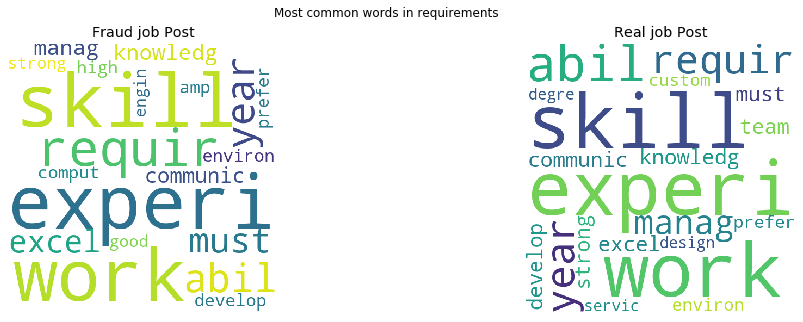 Most common words in requirements
Fraud job Post
manag
knowledg
strong
high
engin
amp
prefer
skill
year
requir
environ
comput
communic
experi
excel
good
must
work
abil
develop
Real job Post
abil
requir
custom
degre
must
skill
team
communic
knowledg
experi
manag
prefer
develop
year
strong
excel
design
work
servic
environ